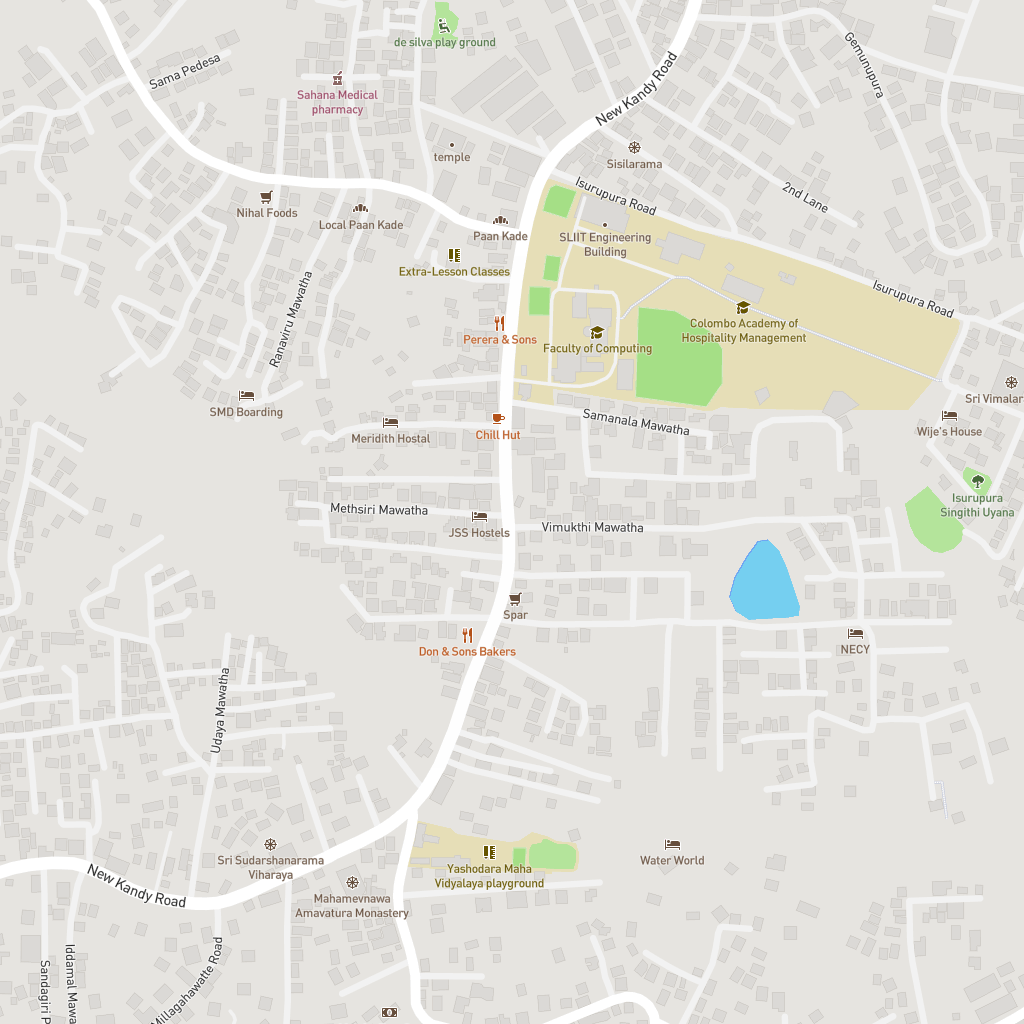 de silva play ground
Gemunupura
Sama Pedesa
New Kandy Road
Sahana Medical
pharmacy
temple
Sisilarama
Isurupura Road
2nd Lane
Nihal Foods
Local Paan Kade
Paan Kade
SLIIT Engineering
Building
Extra-Lesson Classes
Isurupura Road
Ranaviru Mawatha
Perera & Sons
Faculty of Computing
Colombo Academy of
Hospitality Management
SMD Boarding
Meridith Hostal
Chill Hut
Samanala Mawatha
Wije's House
Sri Vimalar
Isurupura
Singithi Uyana
Methsiri Mawatha
JSS Hostels
Vimukthi Mawatha
Spar
Don & Sons Bakers
NECY
Udaya Mawatha
Sri Sudarshanarama
Viharaya
New Kandy Road
Mahamevnawa
Amavatura Monastery
Yashodara Maha
Vidyalaya playground
Water World
Sandagiri P
Iddamal Mawa
Millagahawatte Road